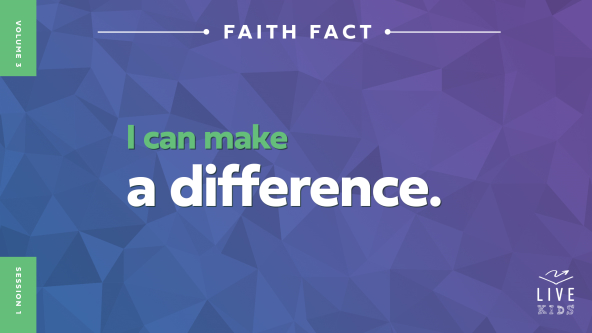 VOLUME 3
FAITH FACT
I can make
a difference.
SESSION 1
LIVE
KIDS